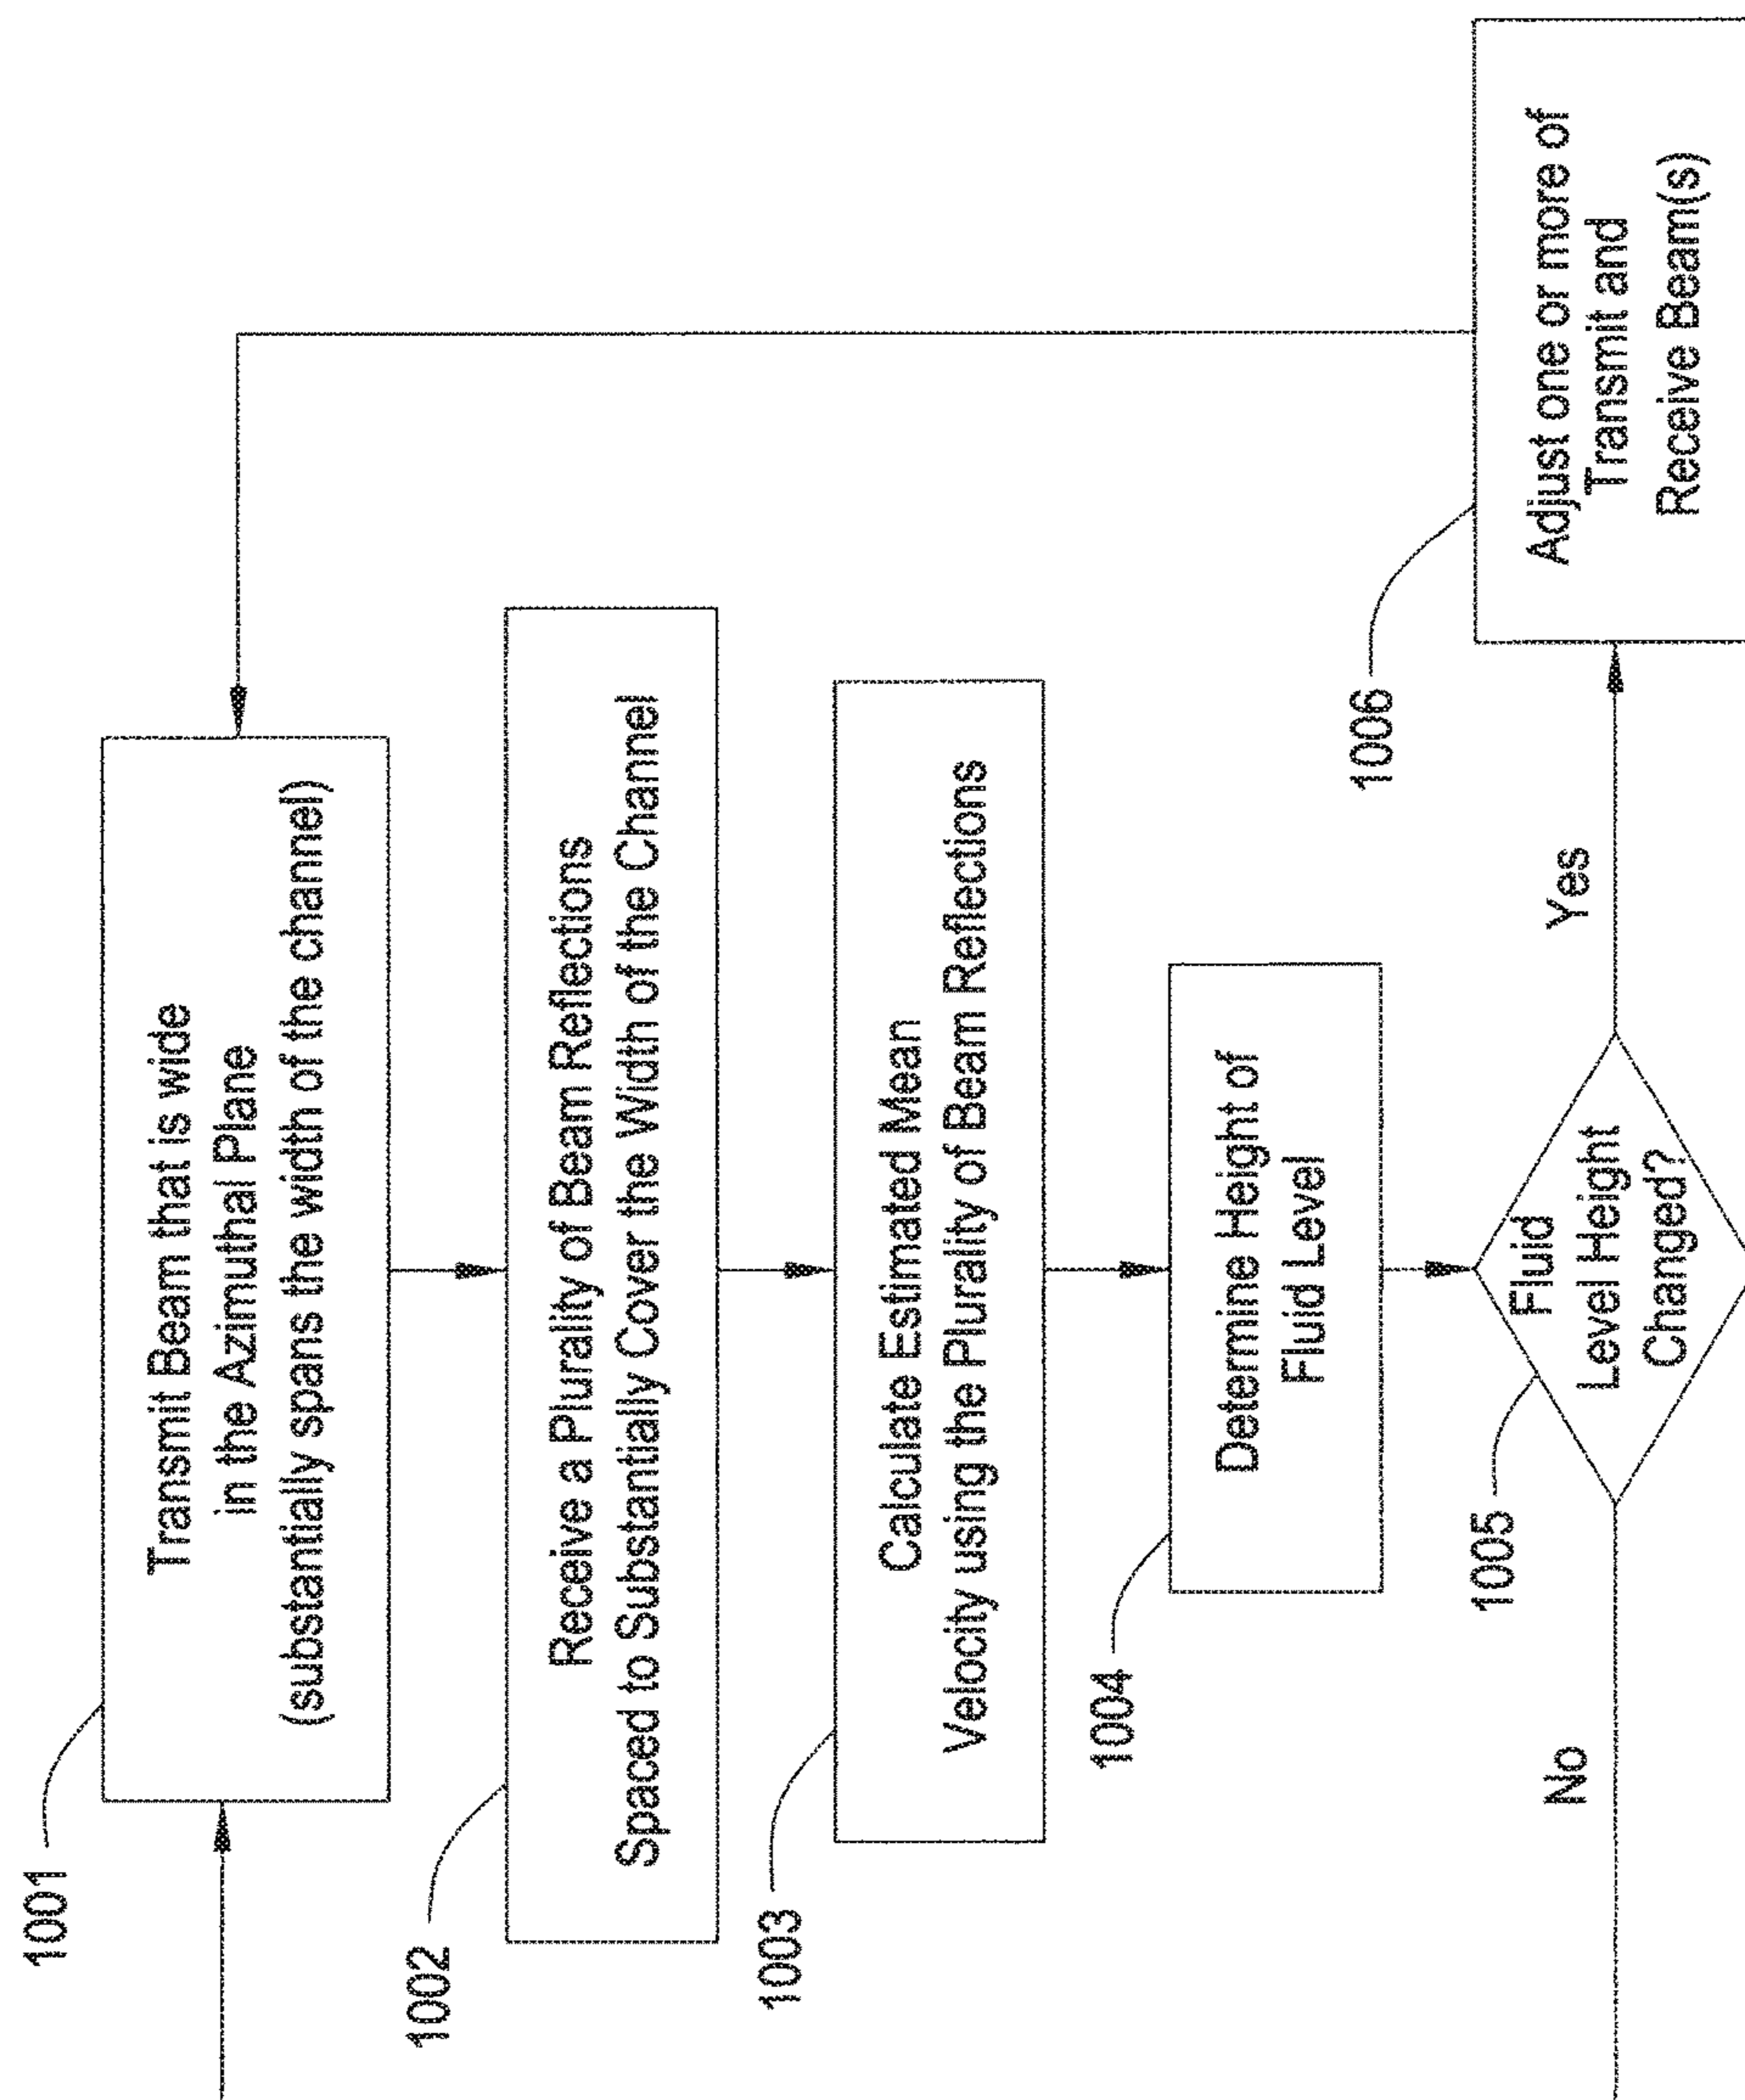 1001
Transmit Beam that is wide
in the Azimuthal Plane
(substantially spans the width of the channel)
1002
Receive a Plurality of Beam Reflections
Spaced to Substantially Cover the Width of the Channel
1003
Calculate Estimated Mean
Velocity using the Plurality of Beam Reflections
1004
Determine Height of
Fluid Level
1005
Fluid
Level Height
Changed?
No
Yes
1006
Adjust one or more of
Transmit and
Receive Beam(s)